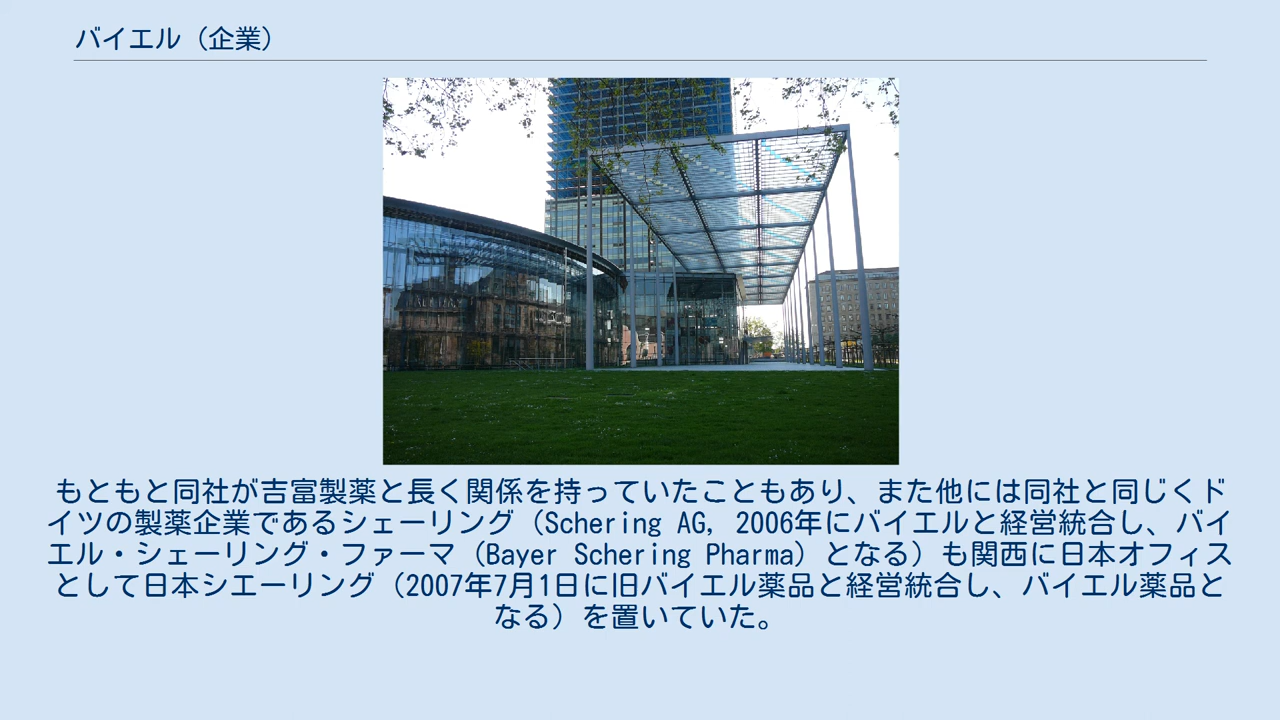 バイエル（企業）
もともと同社が吉富製薬と長く関係を持っていたこともあり、また他には同社と同じくド
イツの製薬企業であるシェーリング（Schering AG, 2006年にバイエルと経営統合し、バイ
エル・シェーリング・ファーマ（Bayer Schering Pharma）となる）も関西に日本オフィス
として日本シエーリング（2007年7月1日に旧バイエル薬品と経営統合し、バイエル薬品と
なる）を置いていた。